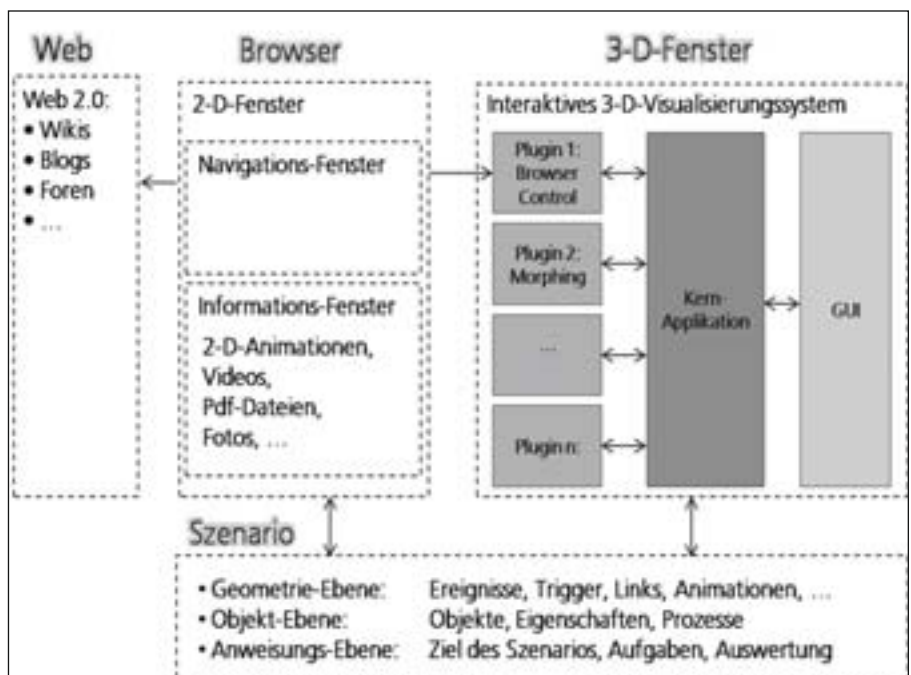 Web
Web 2.0:
• Wikis
• Blogs
• Foren
• ...
Browser
2-D-Fenster
Navigations-Fenster
Informations-Fenster
2-D-Animationen,
Videos,
Pdf-Dateien,
Fotos, ...
3-D-Fenster
Interaktives 3-D-Visualisierungssystem
Plugin 1:
Browser
Control
Plugin 2:
Morphing
...
Plugin n:
Kern-
Applikation
GUI
Szenario
• Geometrie-Ebene: Ereignisse, Trigger, Links, Animationen, ...
• Objekt-Ebene: Objekte, Eigenschaften, Prozesse
• Anweisungs-Ebene: Ziel des Szenarios, Aufgaben, Auswertung